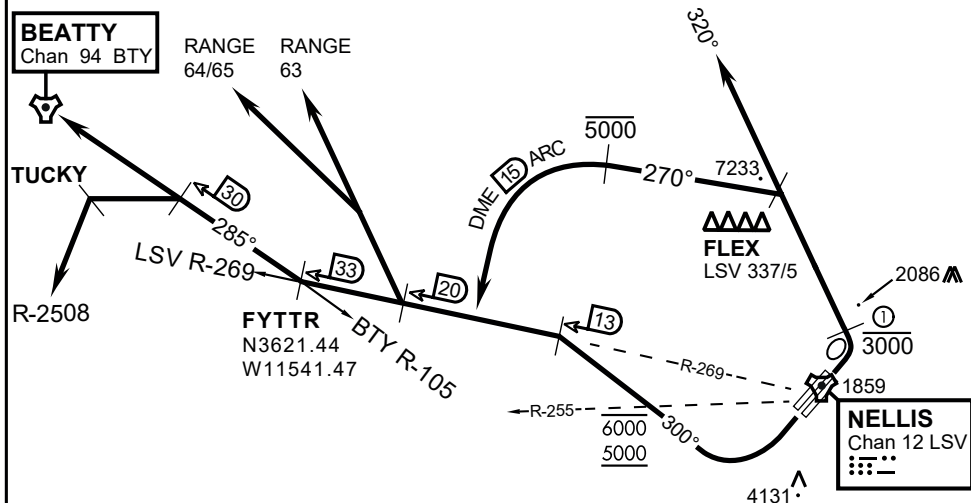 BEATTY
Chan 94 BTY
RANGE
64/65
RANGE
63
320°
5000
DME 15 ARC
270°
7233
TUCKY
30
285°
FLEX
LSV 337/5
LSV R-269
33
20
2086
R-2508
FYTTR
N3621.44
W11541.47
BTY R-105
13
1
3000
R-269
1859
R-255
6000
5000
300°
NELLIS
Chan 12 LSV
4131